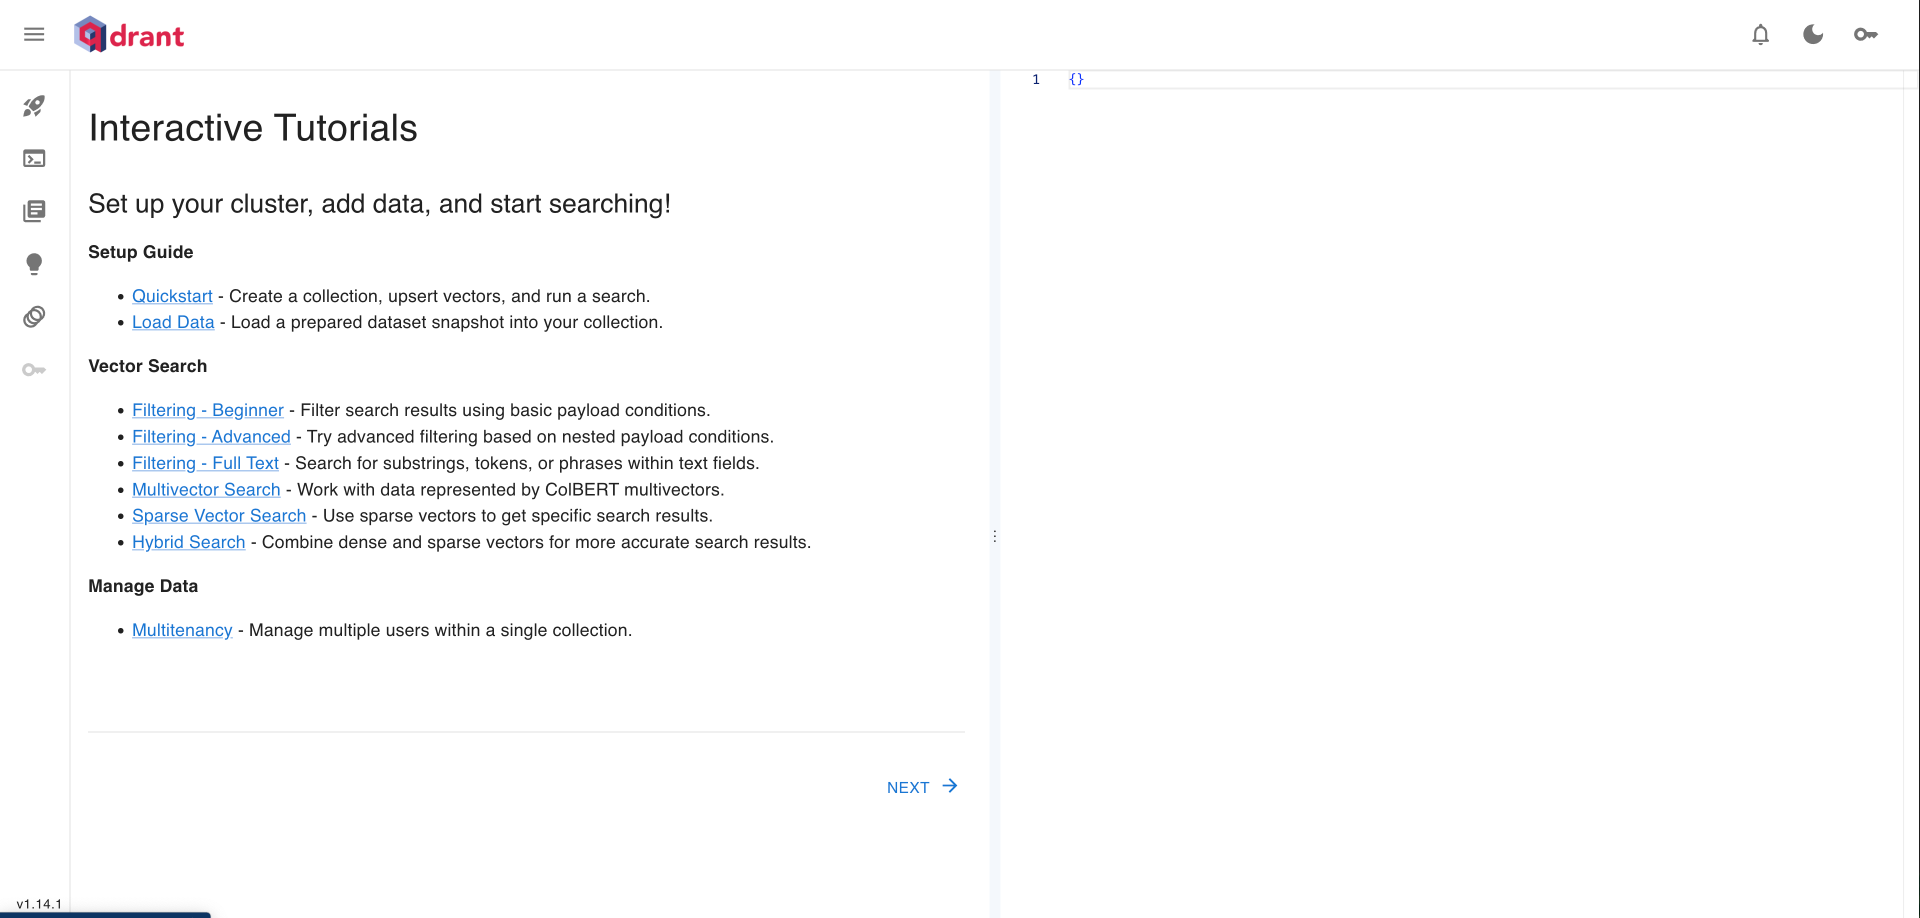 qdrant
1 {}
Interactive Tutorials
Set up your cluster, add data, and start searching!
Setup Guide
• Quickstart - Create a collection, upsert vectors, and run a search.
• Load Data - Load a prepared dataset snapshot into your collection.
Vector Search
• Filtering - Beginner - Filter search results using basic payload conditions.
• Filtering - Advanced - Try advanced filtering based on nested payload conditions.
• Filtering - Full Text - Search for substrings, tokens, or phrases within text fields.
• Multivector Search - Work with data represented by ColBERT multivectors.
• Sparse Vector Search - Use sparse vectors to get specific search results.
• Hybrid Search - Combine dense and sparse vectors for more accurate search results.
Manage Data
• Multitenancy - Manage multiple users within a single collection.
NEXT
v1.14.1